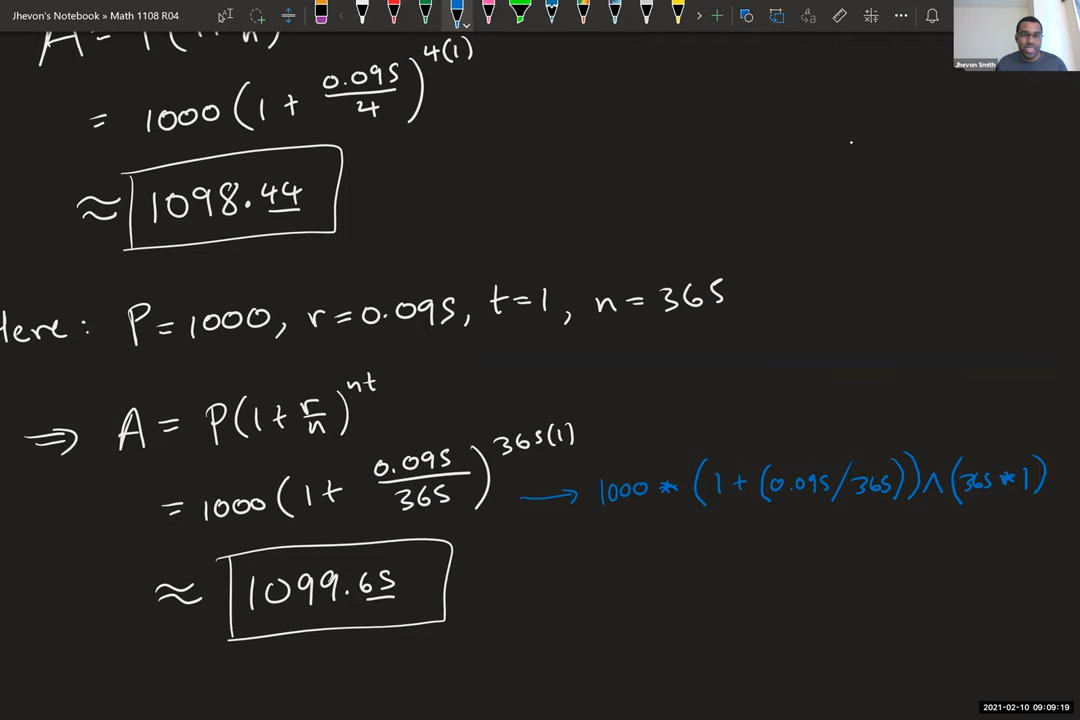 Jhevon's Notebook » Math 1108 R04
Jhevon Smith
= 1000 (1 + 0.095/4)^4(1)
≈ 1098.44
Here: P = 1000, r = 0.095, t = 1, n = 365
⇒ A = P(1 + r/n)^nt
= 1000 (1 + 0.095/365)^365(1) → 1000 * (1 + (0.095/365)) ^ (365 * 1)
≈ 1099.65
2021-02-10 09:09:19